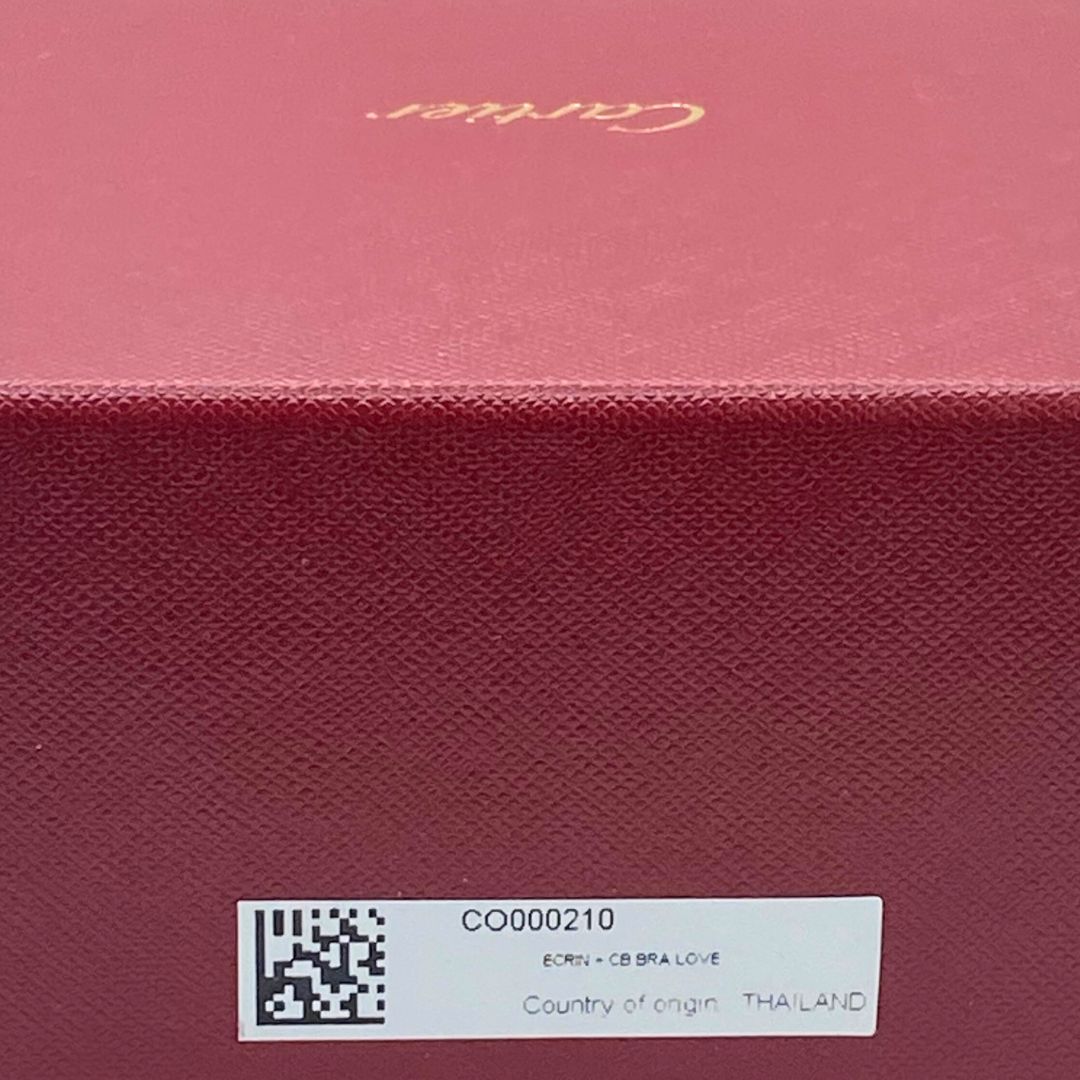 Cartier
CO000210
ECRIN + CB BRA LOVE
Country of origin THAILAND